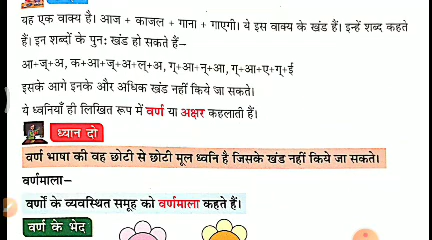 यह एक वाक्य है। आज + काजल + गाना + गाएगी। ये इस वाक्य के खंड हैं। इन्हें शब्द कहते
हैं। इन शब्दों के पुन: खंड हो सकते हैं–
आ+ज्+अ, क+आ+ज्+अ+ल्+अ, ग्+आ+न्+आ, ग्+आ+ए+ग्+ई
इसके आगे इनके और अधिक खंड नहीं किये जा सकते।
ये ध्वनियाँ ही लिखित रूप में वर्ण या अक्षर कहलाती हैं।
ध्यान दो
वर्ण भाषा की वह छोटी से छोटी मूल ध्वनि है जिसके खंड नहीं किये जा सकते।
वर्णमाला–
वर्णों के व्यवस्थित समूह को वर्णमाला कहते हैं।
वर्ण के भेद